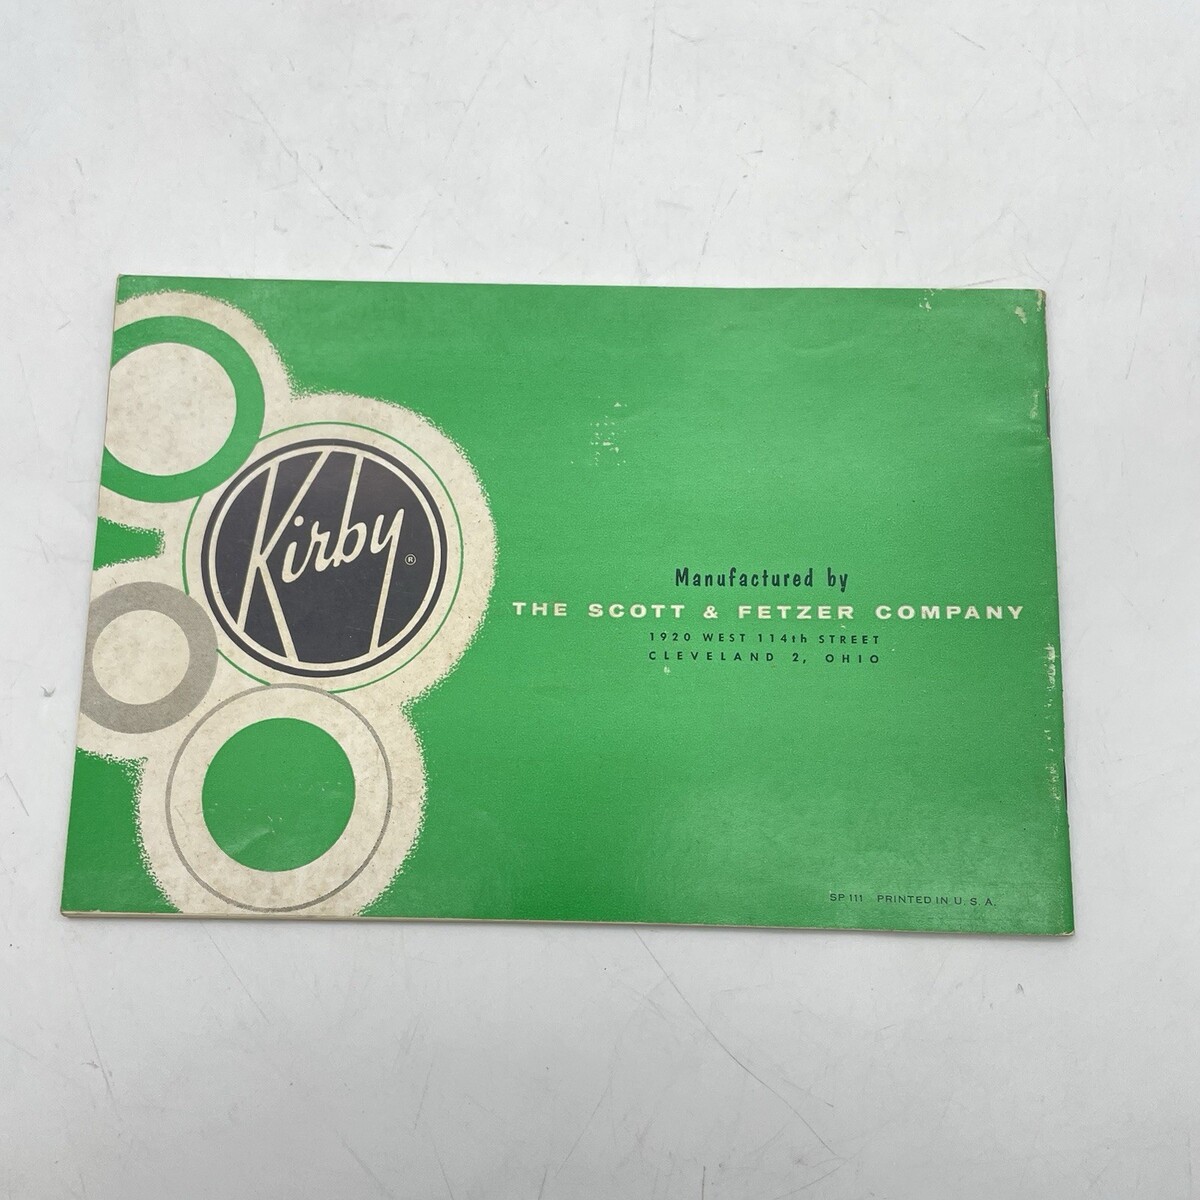 Kirby®
Manufactured by
THE SCOTT & FETZER COMPANY
1920 WEST 114th STREET
CLEVELAND 2, OHIO
SP 111 PRINTED IN U. S. A.